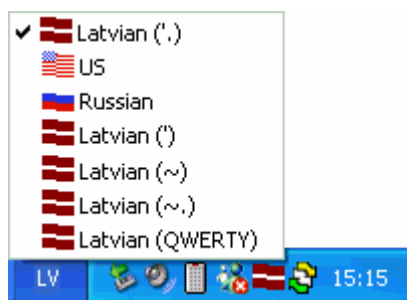 Latvian ('.)
US
Russian
Latvian (')
Latvian (~)
Latvian (~.)
Latvian (QWERTY)
LV 15:15